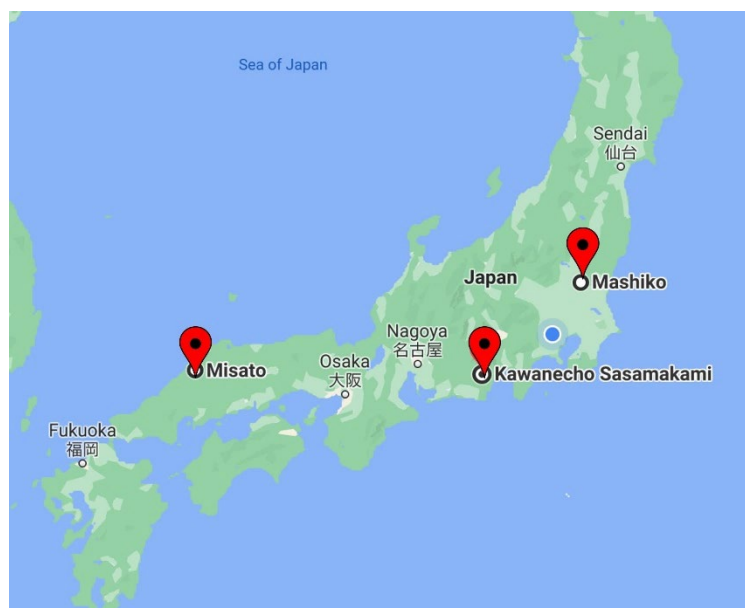 Sea of Japan
Sendai
仙台
Japan
Mashiko
Nagoya
名古屋
Misato
Osaka
大阪
Kawanecho Sasamakami
Fukuoka
福岡